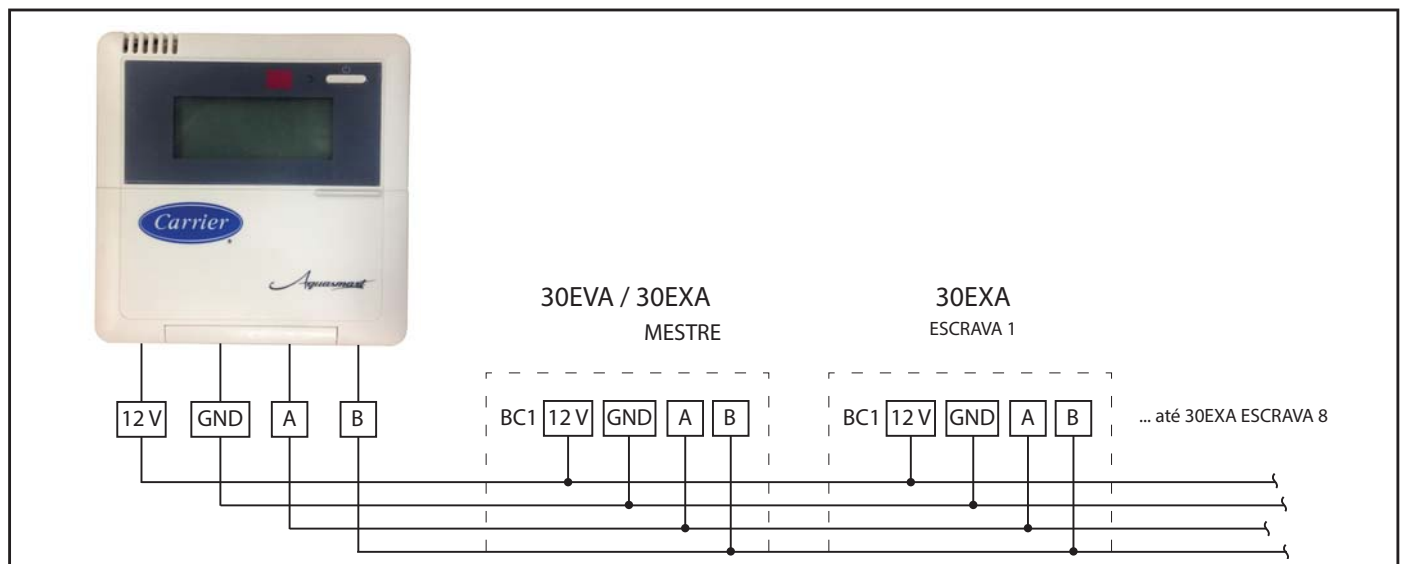 Carrier
Aquasmart
30EVA / 30EXA
MESTRE
30EXA
ESCRAVA 1
12 V GND A B
BC1 12 V GND A B
BC1 12 V GND A B
... até 30EXA ESCRAVA 8